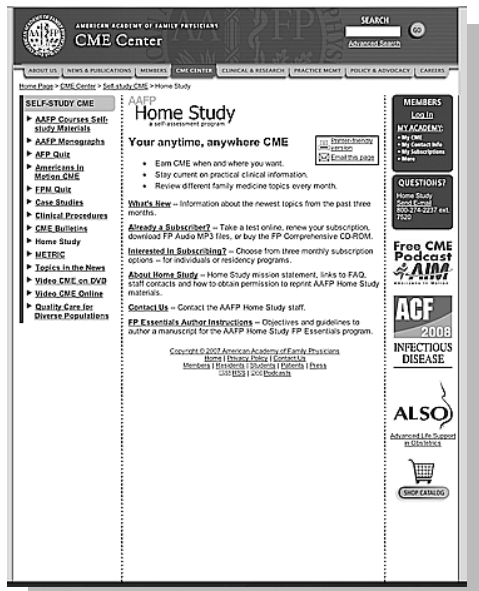 AMERICAN ACADEMY OF FAMILY PHYSICIANS
CME Center
SEARCH
GO
Advanced Search
ABOUT US
NEWS & PUBLICATIONS
MEMBERS
CME CENTER
CLINICAL & RESEARCH
PRACTICE MGMT
POLICY & ADVOCACY
CAREERS
Home Page > CME Center > Self study CME > Home Study
SELF-STUDY CME
AAFP Courses Self-
study Materials
AAFP Monographs
AFP Quiz
Americans in
Motion CME
FPM Quiz
Case Studies
Clinical Procedures
CME Bulletins
Home Study
METRIC
Topics in the News
Video CME on DVD
Video CME Online
Quality Care for
Diverse Populations
AAFP
Home Study
a self-assessment program
Your anytime, anywhere CME
Printer-friendly
version
Email this page
• Earn CME when and where you want.
• Stay current on practical clinical information.
• Review different family medicine topics every month.
What's New -- Information about the newest topics from the past three
months.
Already a Subscriber? -- Take a test online, renew your subscription,
download FP Audio MP3 files, or buy the FP Comprehensive CD-ROM.
Interested in Subscribing? -- Choose from three monthly subscription
options -- for individuals or residency programs.
About Home Study -- Home Study mission statement, links to FAQ,
staff contacts and how to obtain permission to reprint AAFP Home Study
materials.
Contact Us -- Contact the AAFP Home Study staff.
FP Essentials Author Instructions -- Objectives and guidelines to
author a manuscript for the AAFP Home Study FP Essentials program.
Copyright © 2007 American Academy of Family Physicians
Home | Privacy Policy | Contact Us
Members | Residents | Students | Patients | Press
RSS | Podcasts
MEMBERS
Log In
MY ACADEMY:
• My CME
• My Contact Info
• My Subscriptions
• More
QUESTIONS?
Home Study
Send E-mail
800-274-2237 ext.
7520
Free CME
Podcast
AIM
Americans in Motion
ACF
2008
INFECTIOUS
DISEASE
ALSO
Advanced Life Support
in Obstetrics
SHOP CATALOG